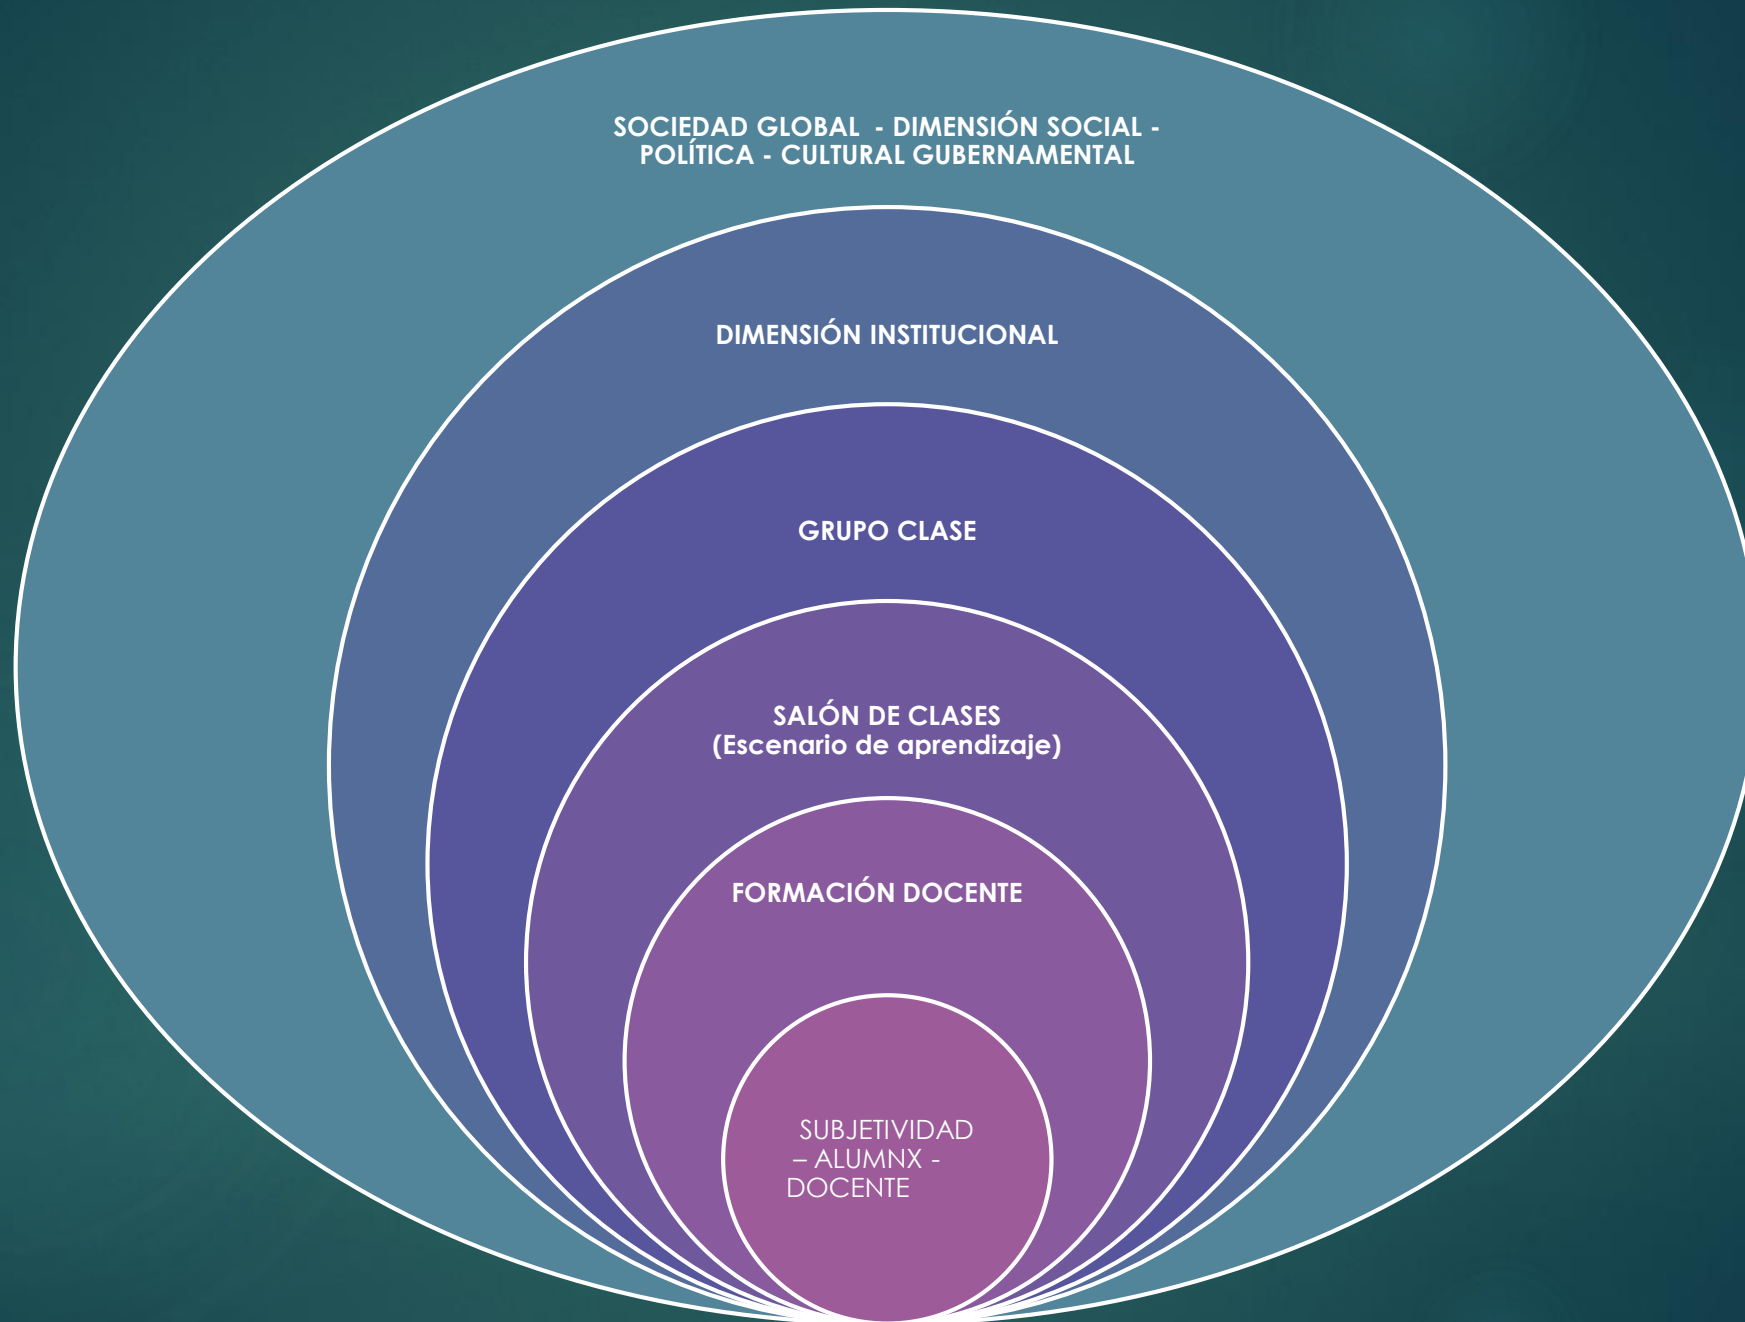 SOCIEDAD GLOBAL - DIMENSIÓN SOCIAL -
POLÍTICA - CULTURAL GUBERNAMENTAL
DIMENSIÓN INSTITUCIONAL
GRUPO CLASE
SALÓN DE CLASES
(Escenario de aprendizaje)
FORMACIÓN DOCENTE
SUBJETIVIDAD
– ALUMNX -
DOCENTE